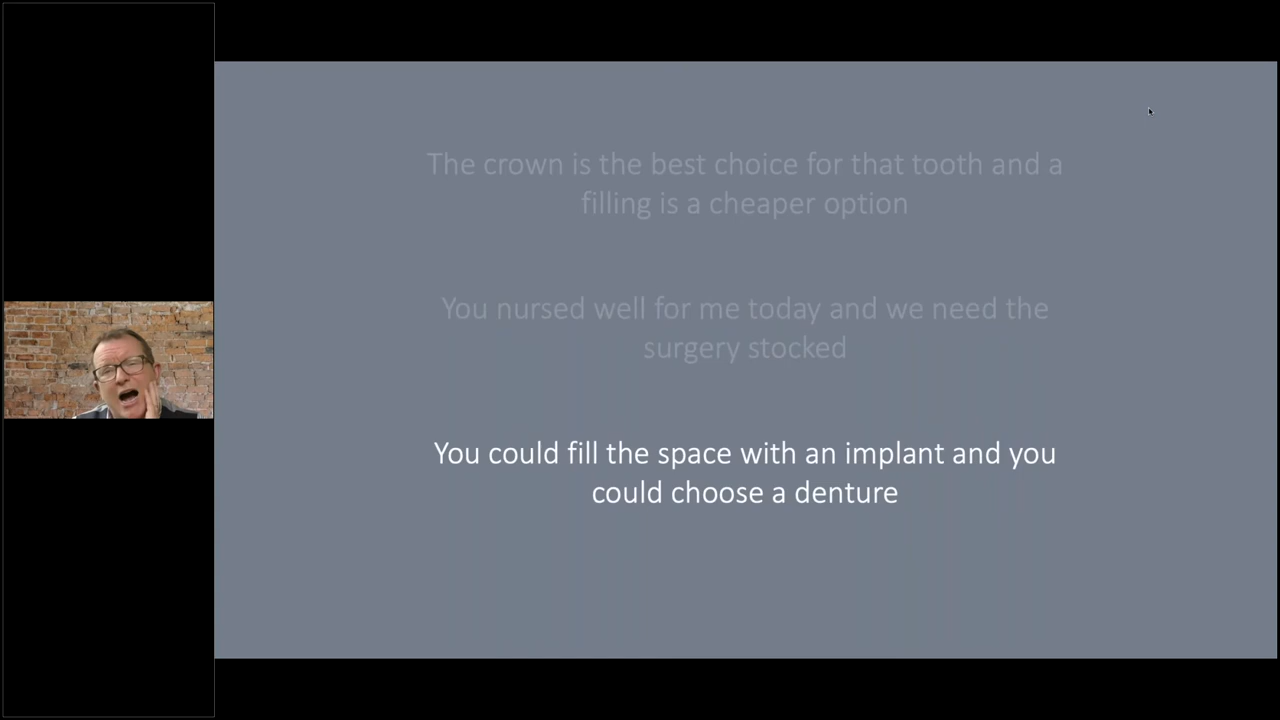 The crown is the best choice for that tooth and a
filling is a cheaper option
You nursed well for me today and we need the
surgery stocked
You could fill the space with an implant and you
could choose a denture